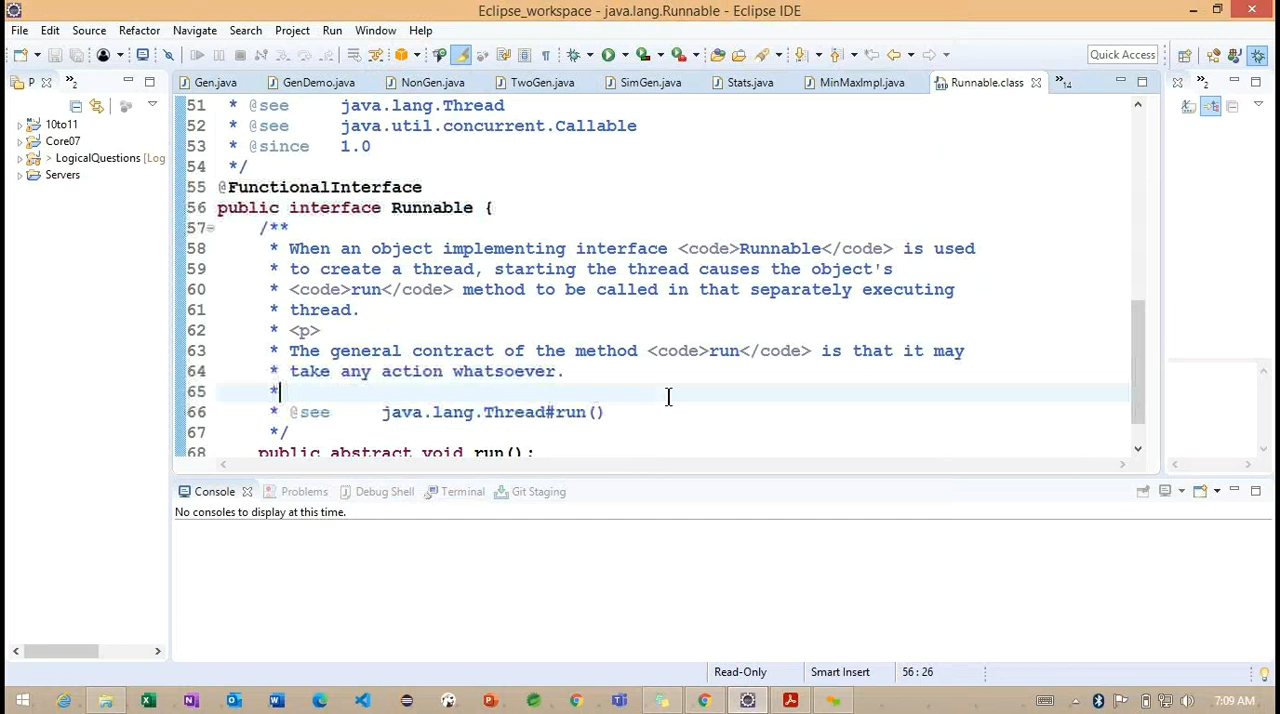 Eclipse_workspace - java.lang.Runnable - Eclipse IDE
File Edit Source Refactor Navigate Search Project Run Window Help
Quick Access
P 2 Gen.java GenDemo.java NonGen.java TwoGen.java SimGen.java Stats.java MinMaxImpl.java Runnable.class 14 2
10to11
Core07
> LogicalQuestions [Log
Servers
51 * @see java.lang.Thread
52 * @see java.util.concurrent.Callable
53 * @since 1.0
54 */
55 @FunctionalInterface
56 public interface Runnable {
57 /**
58 * When an object implementing interface <code>Runnable</code> is used
59 * to create a thread, starting the thread causes the object's
60 * <code>run</code> method to be called in that separately executing
61 * thread.
62 * <p>
63 * The general contract of the method <code>run</code> is that it may
64 * take any action whatsoever.
65 *
66 * @see java.lang.Thread#run()
67 */
68 public abstract void run();
Console Problems Debug Shell Terminal Git Staging
No consoles to display at this time.
Read-Only Smart Insert 56 : 26
7:09 AM